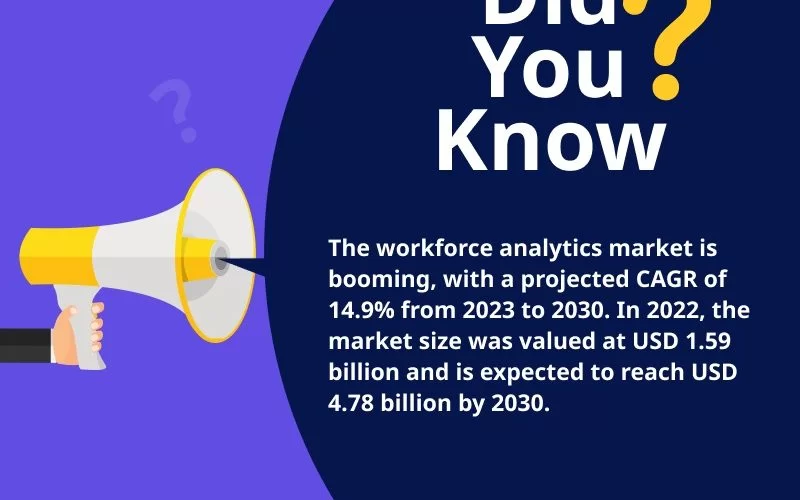 Did
You ?
Know
The workforce analytics market is
booming, with a projected CAGR of
14.9% from 2023 to 2030. In 2022, the
market size was valued at USD 1.59
billion and is expected to reach USD
4.78 billion by 2030.